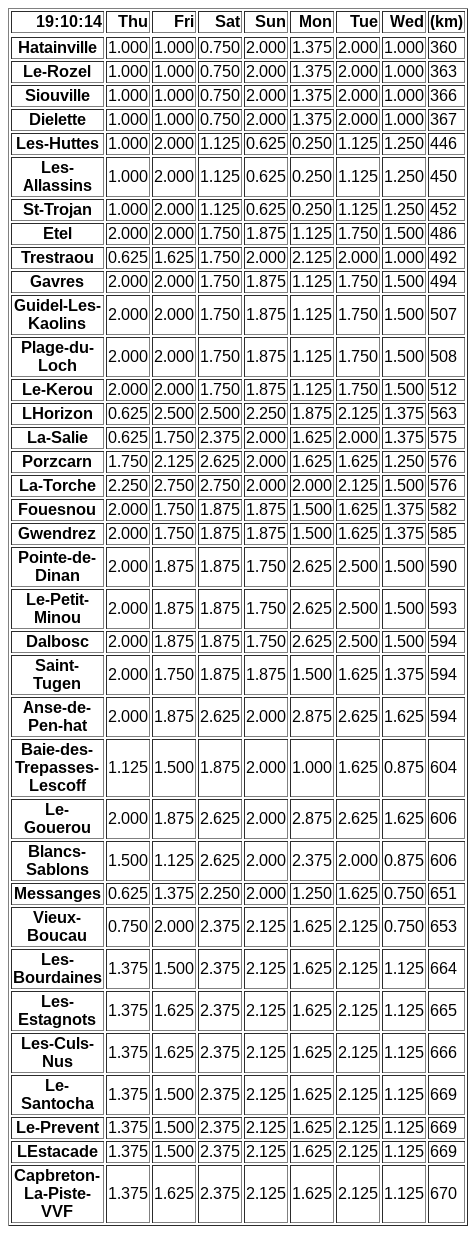 19:10:14 Thu Fri Sat Sun Mon Tue Wed (km)
Hatainville 1.000 1.000 0.750 2.000 1.375 2.000 1.000 360
Le-Rozel 1.000 1.000 0.750 2.000 1.375 2.000 1.000 363
Siouville 1.000 1.000 0.750 2.000 1.375 2.000 1.000 366
Dielette 1.000 1.000 0.750 2.000 1.375 2.000 1.000 367
Les-Huttes 1.000 2.000 1.125 0.625 0.250 1.125 1.250 446
Les-
Allassins 1.000 2.000 1.125 0.625 0.250 1.125 1.250 450
St-Trojan 1.000 2.000 1.125 0.625 0.250 1.125 1.250 452
Etel 2.000 2.000 1.750 1.875 1.125 1.750 1.500 486
Trestraou 0.625 1.625 1.750 2.000 2.125 2.000 1.000 492
Gavres 2.000 2.000 1.750 1.875 1.125 1.750 1.500 494
Guidel-Les-
Kaolins 2.000 2.000 1.750 1.875 1.125 1.750 1.500 507
Plage-du-
Loch 2.000 2.000 1.750 1.875 1.125 1.750 1.500 508
Le-Kerou 2.000 2.000 1.750 1.875 1.125 1.750 1.500 512
LHorizon 0.625 2.500 2.500 2.250 1.875 2.125 1.375 563
La-Salie 0.625 1.750 2.375 2.000 1.625 2.000 1.375 575
Porzcarn 1.750 2.125 2.625 2.000 1.625 1.625 1.250 576
La-Torche 2.250 2.750 2.750 2.000 2.000 2.125 1.500 576
Fouesnou 2.000 1.750 1.875 1.875 1.500 1.625 1.375 582
Gwendrez 2.000 1.750 1.875 1.875 1.500 1.625 1.375 585
Pointe-de-
Dinan 2.000 1.875 1.875 1.750 2.625 2.500 1.500 590
Le-Petit-
Minou 2.000 1.875 1.875 1.750 2.625 2.500 1.500 593
Dalbosc 2.000 1.875 1.875 1.750 2.625 2.500 1.500 594
Saint-
Tugen 2.000 1.750 1.875 1.875 1.500 1.625 1.375 594
Anse-de-
Pen-hat 2.000 1.875 2.625 2.000 2.875 2.625 1.625 594
Baie-des-
Trepasses-
Lescoff 1.125 1.500 1.875 2.000 1.000 1.625 0.875 604
Le-
Gouerou 2.000 1.875 2.625 2.000 2.875 2.625 1.625 606
Blancs-
Sablons 1.500 1.125 2.625 2.000 2.375 2.000 0.875 606
Messanges 0.625 1.375 2.250 2.000 1.250 1.625 0.750 651
Vieux-
Boucau 0.750 2.000 2.375 2.125 1.625 2.125 0.750 653
Les-
Bourdaines 1.375 1.500 2.375 2.125 1.625 2.125 1.125 664
Les-
Estagnots 1.375 1.625 2.375 2.125 1.625 2.125 1.125 665
Les-Culs-
Nus 1.375 1.625 2.375 2.125 1.625 2.125 1.125 666
Le-
Santocha 1.375 1.500 2.375 2.125 1.625 2.125 1.125 669
Le-Prevent 1.375 1.500 2.375 2.125 1.625 2.125 1.125 669
LEstacade 1.375 1.500 2.375 2.125 1.625 2.125 1.125 669
Capbreton-
La-Piste-
VVF 1.375 1.625 2.375 2.125 1.625 2.125 1.125 670